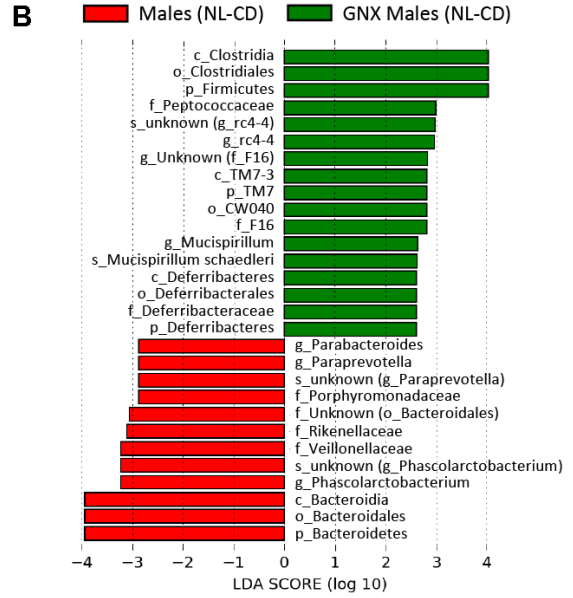 B
Males (NL-CD) GNX Males (NL-CD)
c_Clostridia
o_Clostridiales
p_Firmicutes
f_Peptococcaceae
s_unknown (g_rc4-4)
g_rc4-4
g_Unknown (f_F16)
c_TM7-3
p_TM7
o_CW040
f_F16
g_Mucispirillum
s_Mucispirillum schaedleri
c_Deferribacteres
o_Deferribacterales
f_Deferribacteraceae
p_Deferribacteres
g_Parabacteroides
g_Paraprevotella
s_unknown (g_Paraprevotella)
f_Porphyromonadaceae
f_Unknown (o_Bacteroidales)
f_Rikenellaceae
f_Veillonellaceae
s_unknown (g_Phascolarctobacterium)
g_Phascolarctobacterium
c_Bacteroidia
o_Bacteroidales
p_Bacteroidetes
−4 −3 −2 −1 0 1 2 3 4
LDA SCORE (log 10)